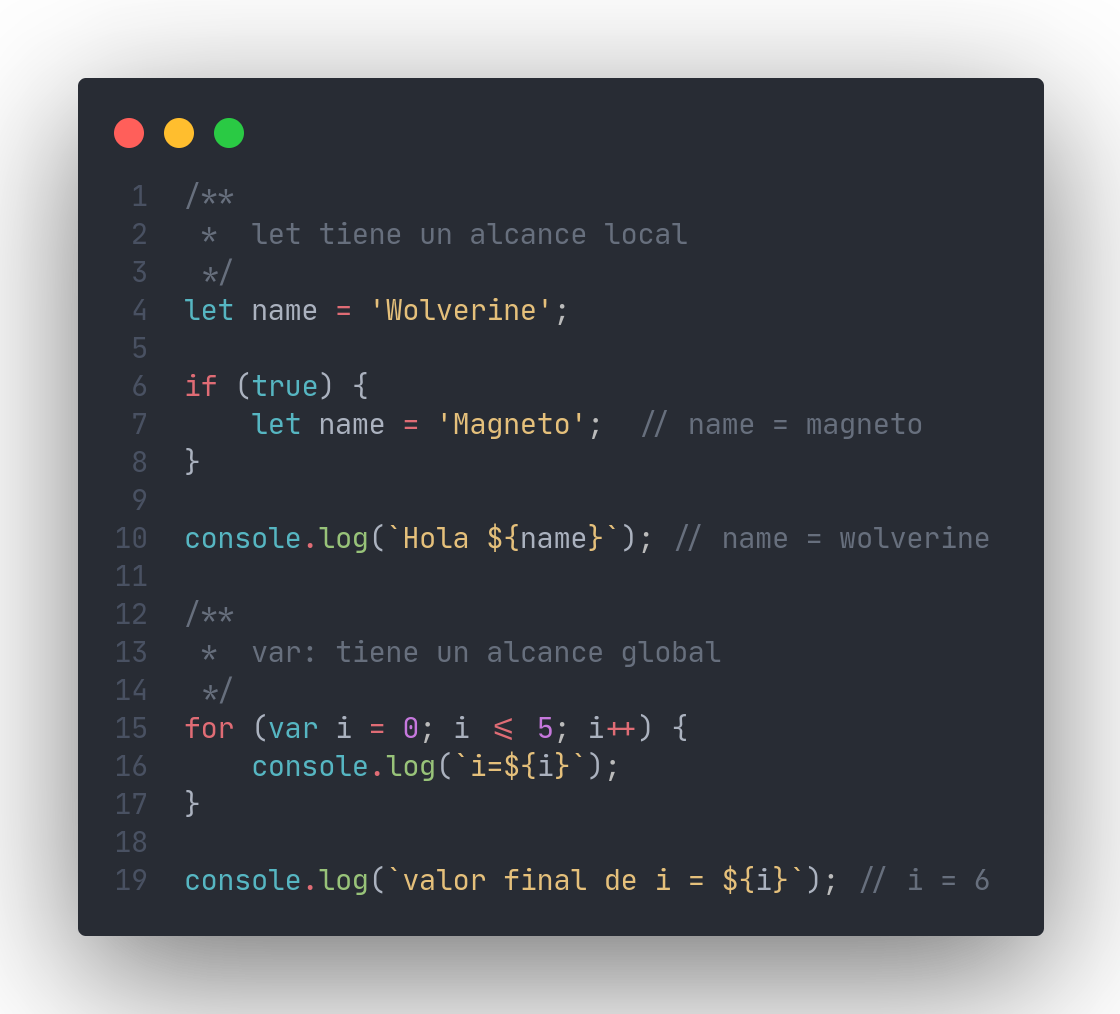 1 /**
2  *  let tiene un alcance local
3  */
4 let name = 'Wolverine';
5
6 if (true) {
7     let name = 'Magneto';  // name = magneto
8 }
9
10 console.log(`Hola ${name}`); // name = wolverine
11
12 /**
13  *  var: tiene un alcance global
14  */
15 for (var i = 0; i <= 5; i++) {
16     console.log(`i=${i}`);
17 }
18
19 console.log(`valor final de i = ${i}`); // i = 6